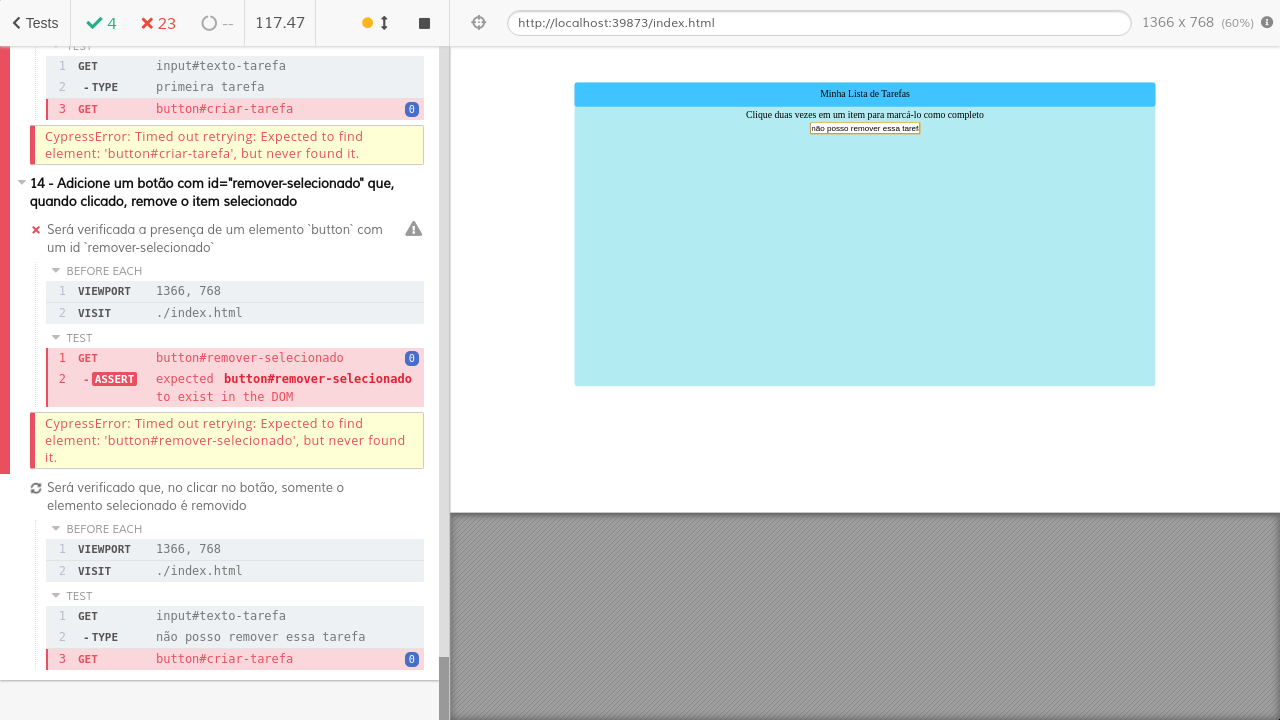 Tests
4
23
--
117.47
http://localhost:39873/index.html
1366 x 768 (60%)
TEST
1 GET input#texto-tarefa
2 - TYPE primeira tarefa
3 GET button#criar-tarefa 0
CypressError: Timed out retrying: Expected to find
element: 'button#criar-tarefa', but never found it.
14 - Adicione um botão com id="remover-selecionado" que,
quando clicado, remove o item selecionado
Será verificada a presença de um elemento `button` com
um id `remover-selecionado`
BEFORE EACH
1 VIEWPORT 1366, 768
2 VISIT ./index.html
TEST
1 GET button#remover-selecionado 0
2 - ASSERT expected button#remover-selecionado
to exist in the DOM
CypressError: Timed out retrying: Expected to find
element: 'button#remover-selecionado', but never found
it.
Será verificado que, no clicar no botão, somente o
elemento selecionado é removido
BEFORE EACH
1 VIEWPORT 1366, 768
2 VISIT ./index.html
TEST
1 GET input#texto-tarefa
2 - TYPE não posso remover essa tarefa
3 GET button#criar-tarefa 0
Minha Lista de Tarefas
Clique duas vezes em um item para marcá-lo como completo
não posso remover essa taref